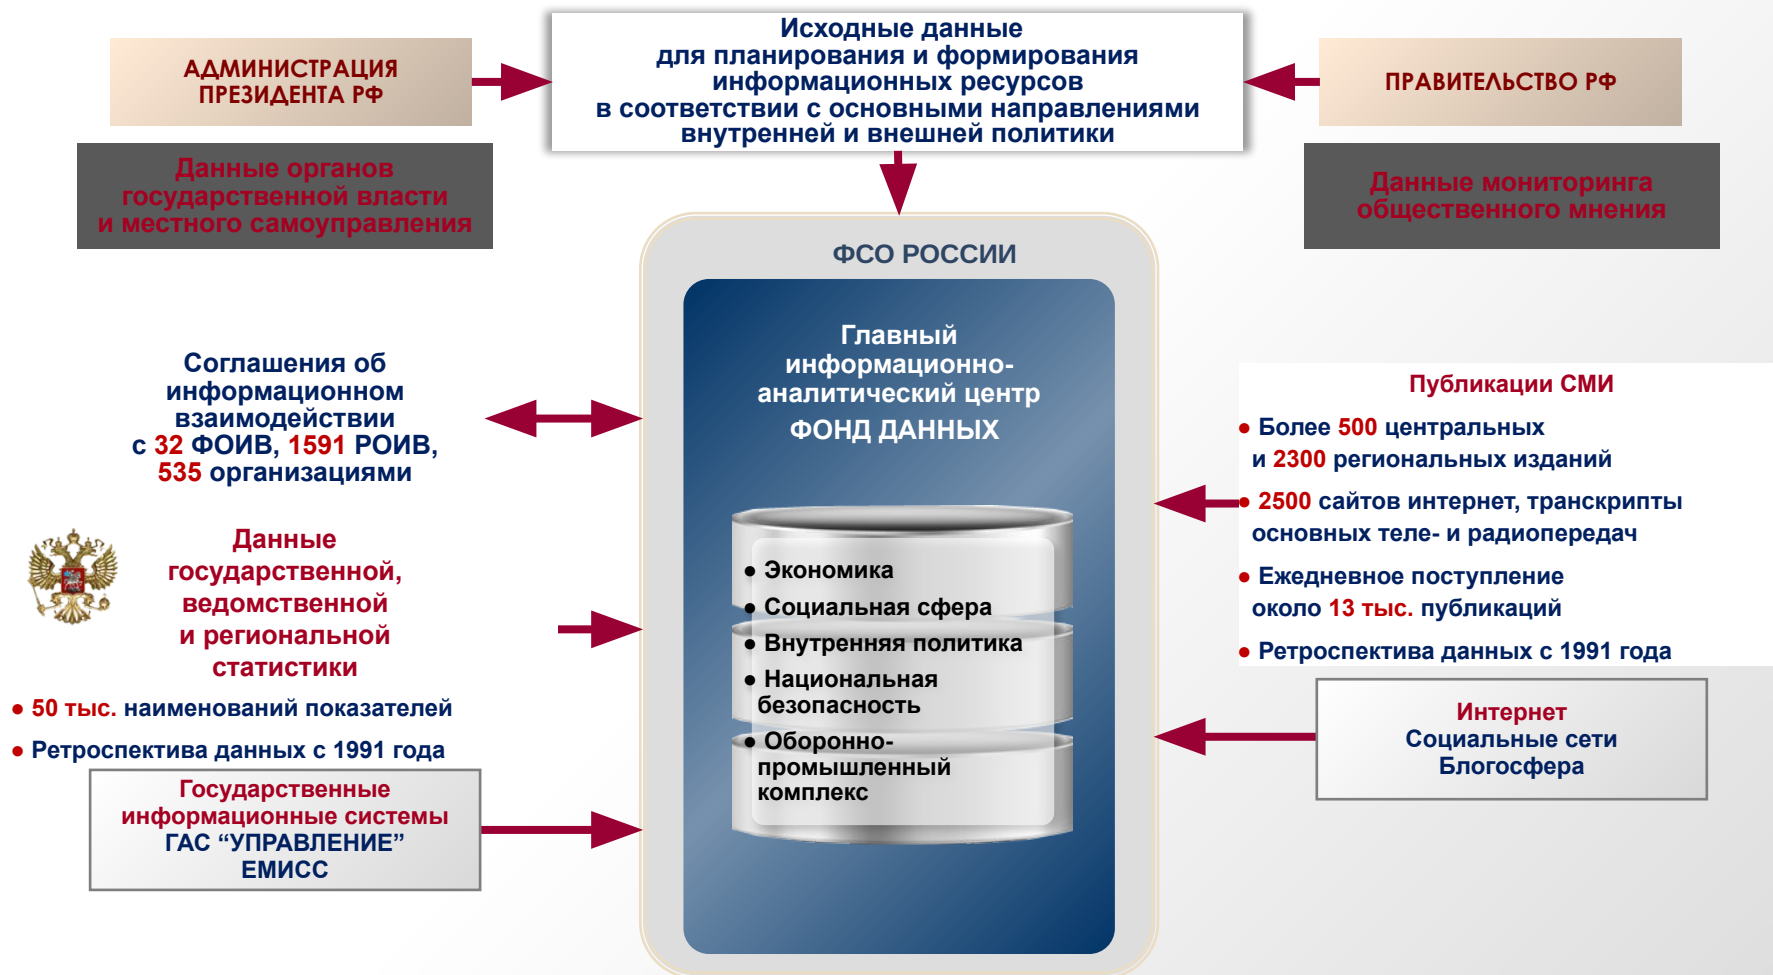 АДМИНИСТРАЦИЯ
ПРЕЗИДЕНТА РФ
Исходные данные
для планирования и формирования
информационных ресурсов
в соответствии с основными направлениями
внутренней и внешней политики
ПРАВИТЕЛЬСТВО РФ
Данные органов
государственной власти
и местного самоуправления
Данные мониторинга
общественного мнения
ФСО РОССИИ
Главный
информационно-
аналитический центр
ФОНД ДАННЫХ
● Экономика
● Социальная сфера
● Внутренняя политика
● Национальная
безопасность
● Оборонно-
промышленный
комплекс
Соглашения об
информационном
взаимодействии
с 32 ФОИВ, 1591 РОИВ,
535 организациями
Данные
государственной,
ведомственной
и региональной
статистики
● 50 тыс. наименований показателей
● Ретроспектива данных с 1991 года
Государственные
информационные системы
ГАС “УПРАВЛЕНИЕ”
ЕМИСС
Публикации СМИ
● Более 500 центральных
и 2300 региональных изданий
● 2500 сайтов интернет, транскрипты
основных теле- и радиопередач
● Ежедневное поступление
около 13 тыс. публикаций
● Ретроспектива данных с 1991 года
Интернет
Социальные сети
Блогосфера